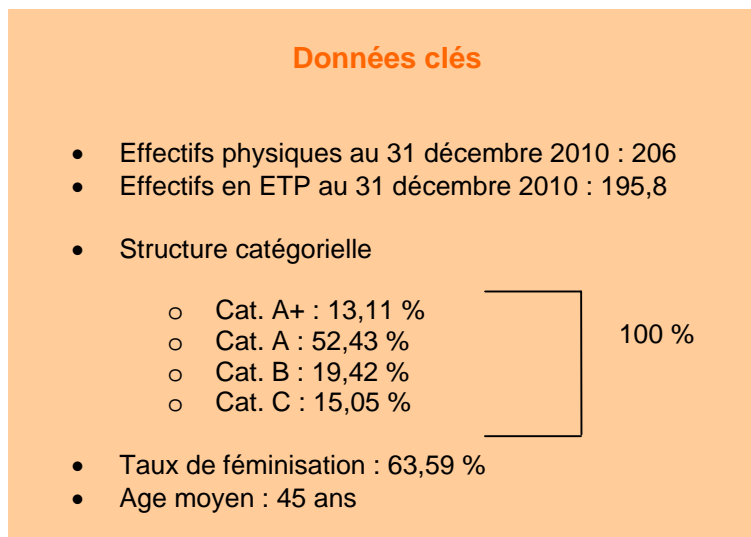 Données clés
• Effectifs physiques au 31 décembre 2010 : 206
• Effectifs en ETP au 31 décembre 2010 : 195,8
• Structure catégorielle
o Cat. A+ : 13,11 %
o Cat. A : 52,43 %
o Cat. B : 19,42 %
o Cat. C : 15,05 %
100 %
• Taux de féminisation : 63,59 %
• Age moyen : 45 ans